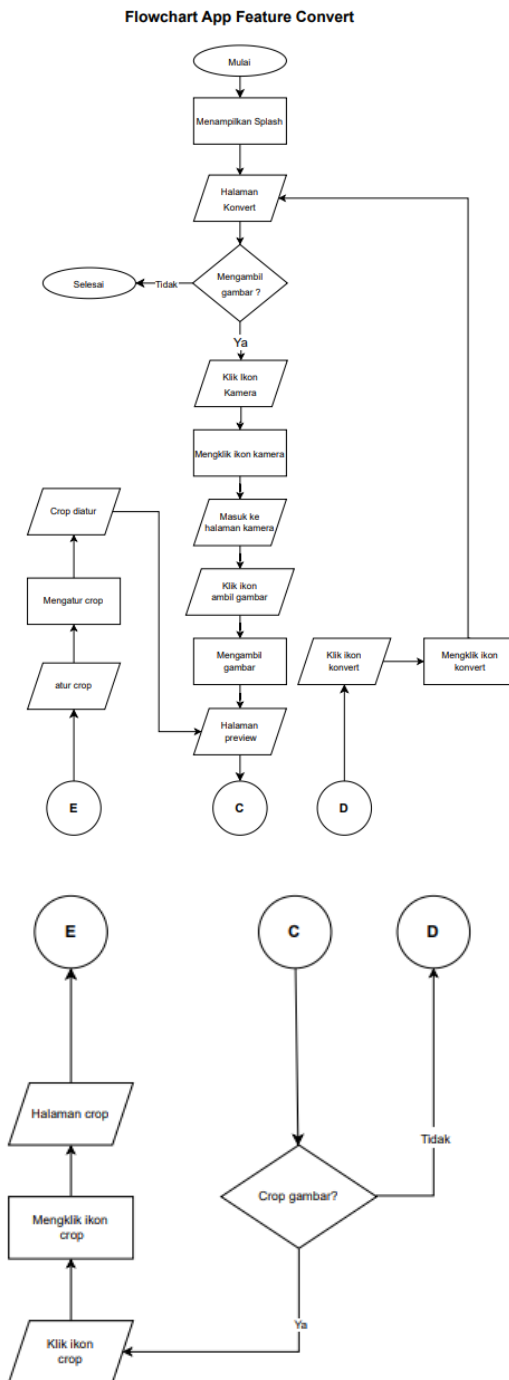 Flowchart App Feature Convert
Mulai
Menampilkan Splash
Halaman
Konvert
Mengambil
gambar ?
Tidak
Selesai
Ya
Klik Ikon
Kamera
Mengklik ikon kamera
Masuk ke
halaman kamera
Klik ikon
ambil gambar
Mengambil
gambar
Halaman
preview
Crop diatur
Mengatur crop
atur crop
Klik ikon
konvert
Mengklik ikon
konvert
E
C
D
E
C
D
Halaman crop
Mengklik ikon
crop
Klik ikon
crop
Crop gambar?
Tidak
Ya